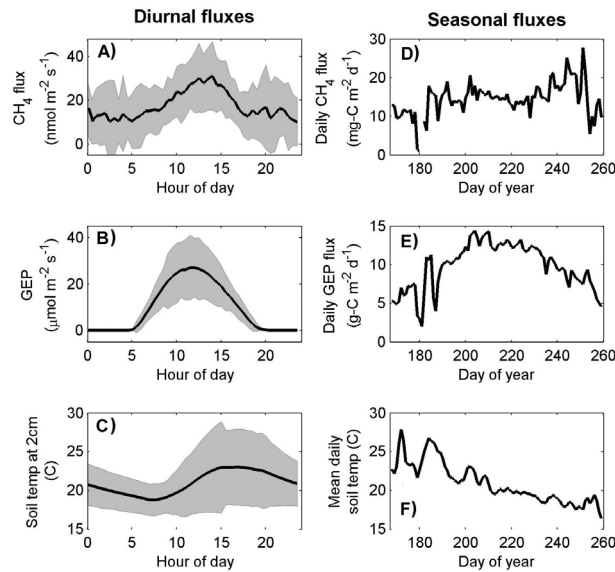 Diurnal fluxes
Seasonal fluxes
A)
CH4 flux
(nmol m-2 s-1)
40
20
0
0 5 10 15 20
Hour of day
D)
Daily CH4 flux
(mg-C m-2 d-1)
30
20
10
0
180 200 220 240 260
Day of year
B)
GEP
(μmol m-2 s-1)
40
20
0
0 5 10 15 20
Hour of day
E)
Daily GEP flux
(g-C m-2 d-1)
15
10
5
0
180 200 220 240 260
Day of year
C)
Soil temp at 2cm
(C)
30
25
20
15
0 5 10 15 20
Hour of day
F)
Mean daily
soil temp (C)
30
25
20
15
180 200 220 240 260
Day of year